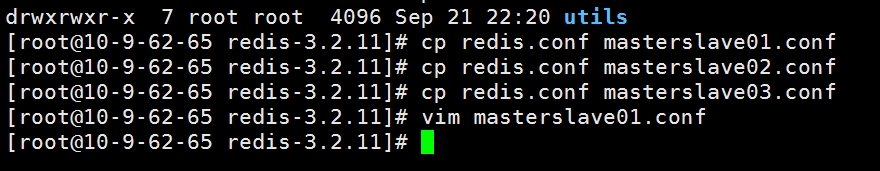 drwxrwxr-x  7 root root  4096 Sep 21 22:20 utils
[root@10-9-62-65 redis-3.2.11]# cp redis.conf masterslave01.conf
[root@10-9-62-65 redis-3.2.11]# cp redis.conf masterslave02.conf
[root@10-9-62-65 redis-3.2.11]# cp redis.conf masterslave03.conf
[root@10-9-62-65 redis-3.2.11]# vim masterslave01.conf
[root@10-9-62-65 redis-3.2.11]#